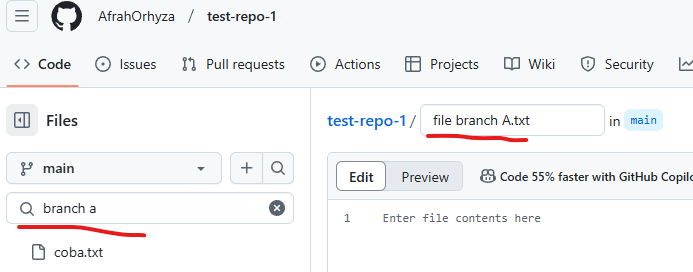 AfrahOrhyza / test-repo-1
Code Issues Pull requests Actions Projects Wiki Security
Files
test-repo-1 / file branch A.txt in main
main
Edit Preview Code 55% faster with GitHub Copilo
branch a
1 Enter file contents here
coba.txt